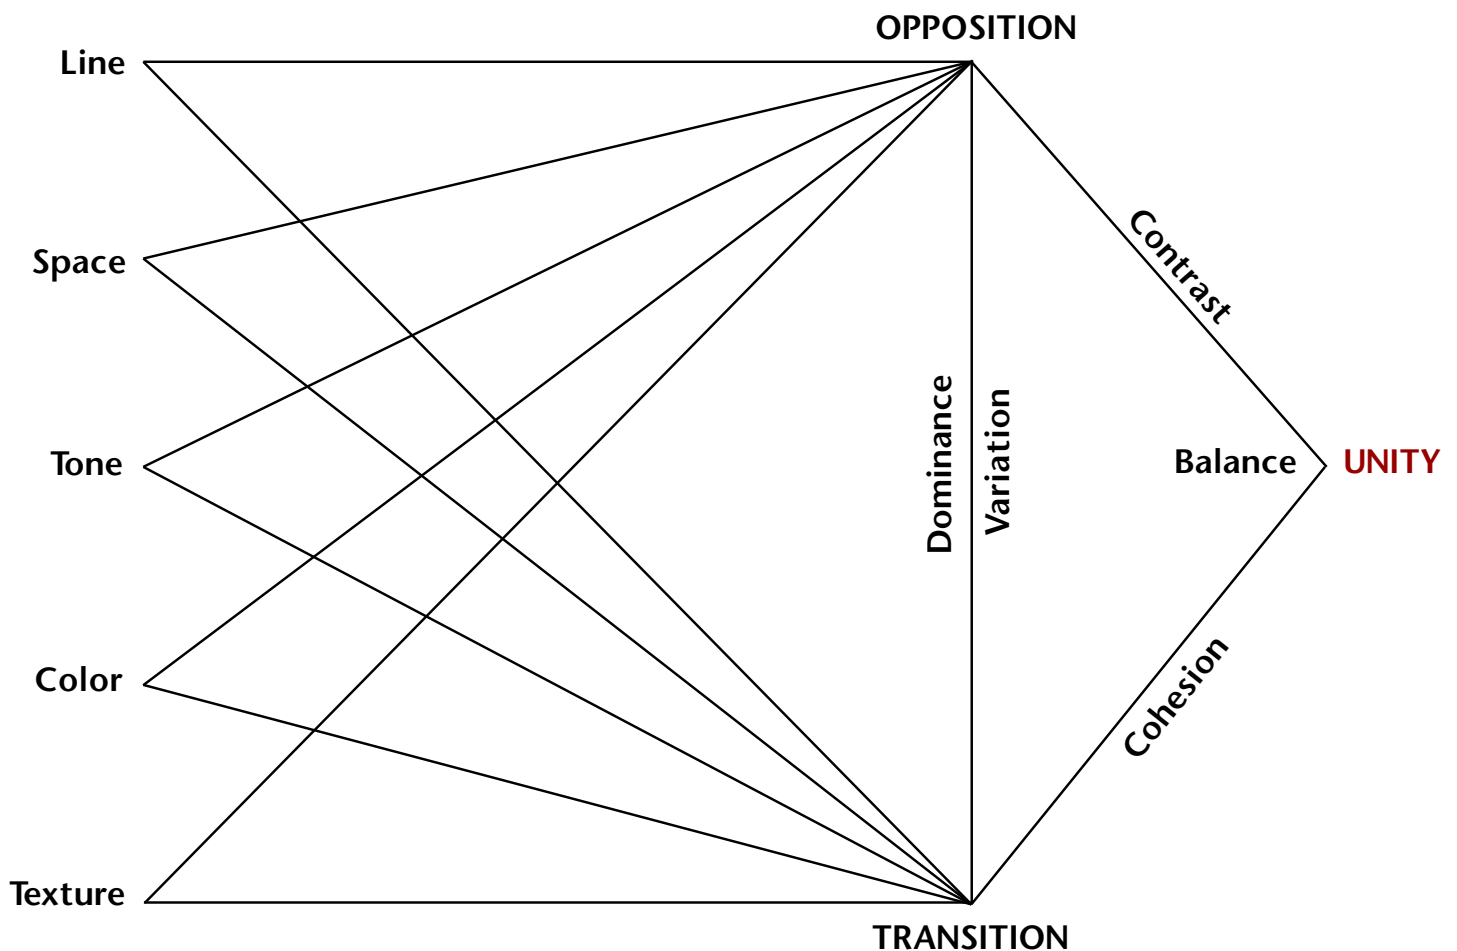 OPPOSITION
Line
Space
Tone
Color
Texture
Dominance
Variation
Contrast
Balance
UNITY
Cohesion
TRANSITION